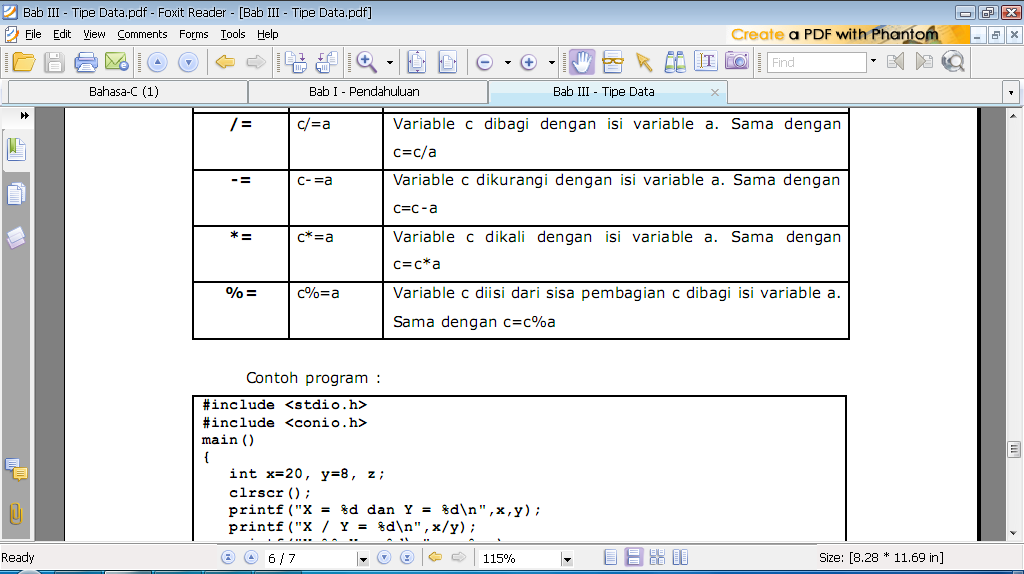 Bab III - Tipe Data.pdf - Foxit Reader - [Bab III - Tipe Data.pdf]
File Edit View Comments Forms Tools Help
Create a PDF with Phantom
Find
Bahasa-C (1) Bab I - Pendahuluan Bab III - Tipe Data
/= c/=a Variable c dibagi dengan isi variable a. Sama dengan
c=c/a
-= c-=a Variable c dikurangi dengan isi variable a. Sama dengan
c=c-a
*= c*=a Variable c dikali dengan isi variable a. Sama dengan
c=c*a
%= c%=a Variable c diisi dari sisa pembagian c dibagi isi variable a.
Sama dengan c=c%a
Contoh program :
#include <stdio.h>
#include <conio.h>
main()
{
int x=20, y=8, z;
clrscr();
printf("X = %d dan Y = %d\n",x,y);
printf("X / Y = %d\n",x/y);
Ready 6 / 7 115% Size: [8.28 * 11.69 in]